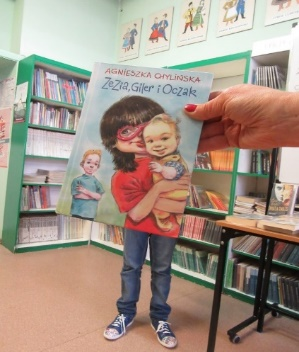 AGNIESZKA CHYLIŃSKA
Zezia, Giler i Oczak